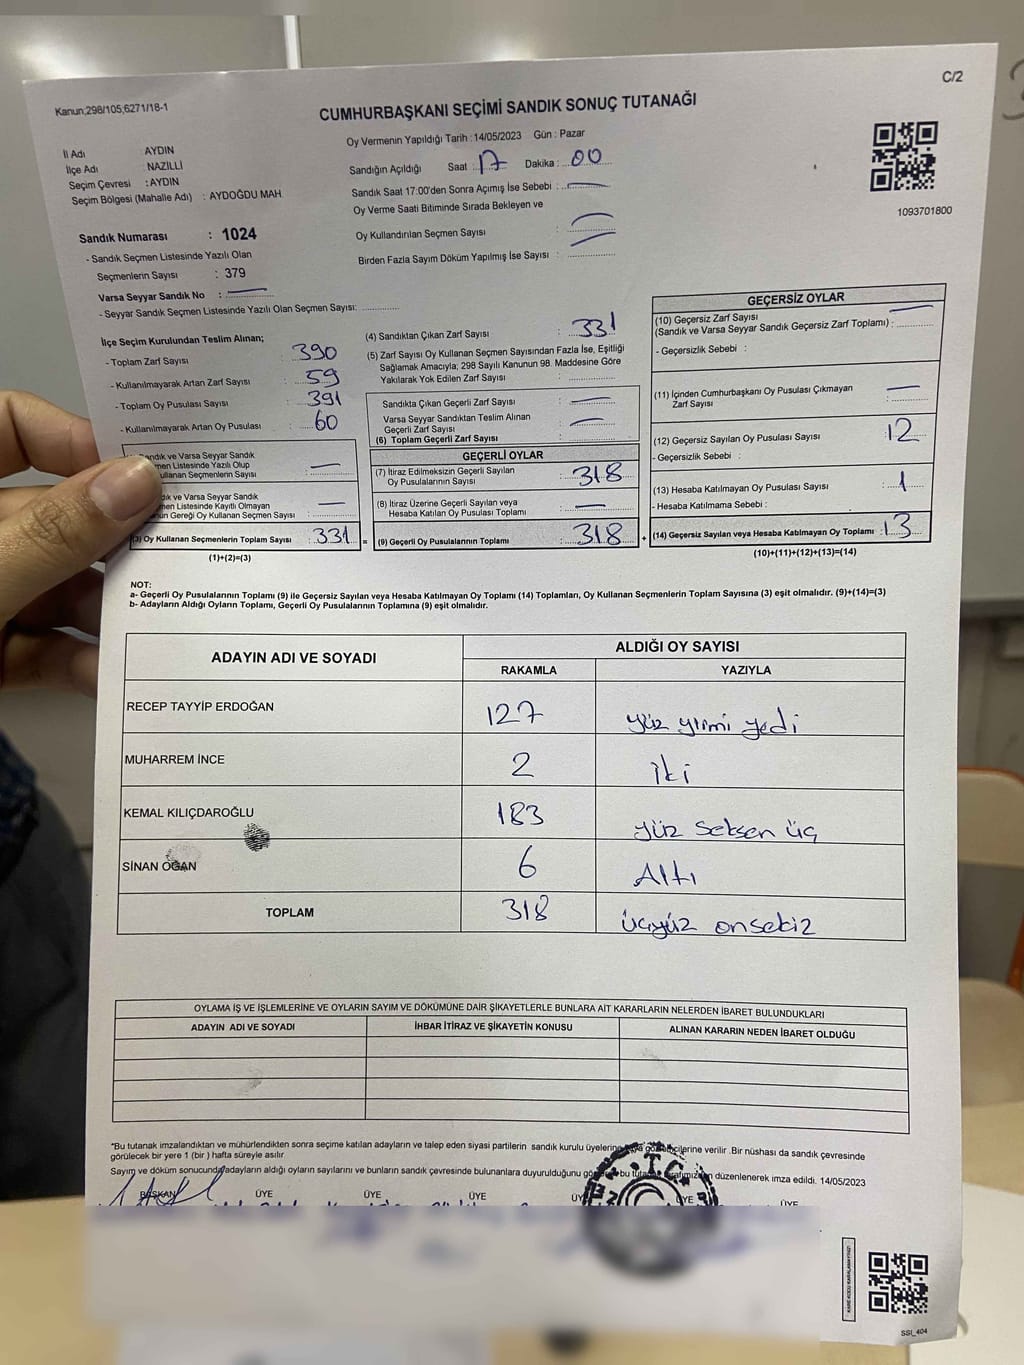 C/2
Kanun;298/105;6271/18-1
CUMHURBAŞKANI SEÇİMİ SANDIK SONUÇ TUTANAĞI
İl Adı AYDIN
İlçe Adı : NAZİLLİ
Seçim Çevresi : AYDIN
Seçim Bölgesi (Mahalle Adı) : AYDOĞDU MAH
Oy Vermenin Yapıldığı Tarih : 14/05/2023 Gün : Pazar
Sandığın Açıldığı Saat : 17 Dakika : 00
Sandık Saat 17:00'den Sonra Açımış İse Sebebi :
Oy Verme Saati Bitiminde Sırada Bekleyen ve
Oy Kullandırılan Seçmen Sayısı :
Birden Fazla Sayım Döküm Yapılmış İse Sayısı :
1093701800
Sandık Numarası : 1024
- Sandık Seçmen Listesinde Yazılı Olan
Seçmenlerin Sayısı : 379
Varsa Seyyar Sandık No :
- Seyyar Sandık Seçmen Listesinde Yazılı Olan Seçmen Sayısı:
İlçe Seçim Kurulundan Teslim Alınan;
- Toplam Zarf Sayısı : 390
- Kullanılmayarak Artan Zarf Sayısı : 59
- Toplam Oy Pusulası Sayısı : 391
- Kullanılmayarak Artan Oy Pusulası : 60
andık ve Varsa Seyyar Sandık
men Listesinde Yazılı Olup
ullanan Seçmenlerin Sayısı :
dık ve Varsa Seyyar Sandık
men Listesinde Kayıtlı Olmayan
nun Gereği Oy Kullanan Seçmen Sayısı :
(3) Oy Kullanan Seçmenlerin Toplam Sayısı : 331 =
(1)+(2)=(3)
(4) Sandıktan Çıkan Zarf Sayısı : 331
(5) Zarf Sayısı Oy Kullanan Seçmen Sayısından Fazla İse, Eşitliği
Sağlamak Amacıyla; 298 Sayılı Kanunun 98. Maddesine Göre
Yakılarak Yok Edilen Zarf Sayısı :
Sandıkta Çıkan Geçerli Zarf Sayısı :
Varsa Seyyar Sandıktan Teslim Alınan
Geçerli Zarf Sayısı :
(6) Toplam Geçerli Zarf Sayısı :
GEÇERLİ OYLAR
(7) İtiraz Edilmeksizin Geçerli Sayılan
Oy Pusulalarının Sayısı : 318
(8) İtiraz Üzerine Geçerli Sayılan veya
Hesaba Katılan Oy Pusulası Toplamı :
(9) Geçerli Oy Pusulalarının Toplamı : 318 +
GEÇERSİZ OYLAR
(10) Geçersiz Zarf Sayısı
(Sandık ve Varsa Seyyar Sandık Geçersiz Zarf Toplamı) :
- Geçersizlik Sebebi :
(11) İçinden Cumhurbaşkanı Oy Pusulası Çıkmayan
Zarf Sayısı :
(12) Geçersiz Sayılan Oy Pusulası Sayısı : 12
- Geçersizlik Sebebi :
(13) Hesaba Katılmayan Oy Pusulası Sayısı : 1
- Hesaba Katılmama Sebebi :
(14) Geçersiz Sayılan veya Hesaba Katılmayan Oy Toplamı : 13
(10)+(11)+(12)+(13)=(14)
NOT:
a- Geçerli Oy Pusulalarının Toplamı (9) ile Geçersiz Sayılan veya Hesaba Katılmayan Oy Toplamı (14) Toplamları, Oy Kullanan Seçmenlerin Toplam Sayısına (3) eşit olmalıdır. (9)+(14)=(3)
b- Adayların Aldığı Oyların Toplamı, Geçerli Oy Pusulalarının Toplamına (9) eşit olmalıdır.
ADAYIN ADI VE SOYADI ALDIĞI OY SAYISI
RAKAMLA YAZIYLA
RECEP TAYYİP ERDOĞAN 127 yüz yirmi yedi
MUHARREM İNCE 2 iki
KEMAL KILIÇDAROĞLU 183 yüz seksen üç
SİNAN OĞAN 6 Altı
TOPLAM 318 üçyüz onsekiz
OYLAMA İŞ VE İŞLEMLERİNE VE OYLARIN SAYIM VE DÖKÜMÜNE DAİR ŞİKAYETLERLE BUNLARA AİT KARARLARIN NELERDEN İBARET BULUNDUKLARI
ADAYIN ADI VE SOYADI İHBAR İTİRAZ VE ŞİKAYETİN KONUSU ALINAN KARARIN NEDEN İBARET OLDUĞU
*Bu tutanak imzalandıktan ve mühürlendikten sonra seçime katılan adayların ve talep eden siyasi partilerin sandık kurulu üyelerine veya gözlemcilerine verilir .Bir nüshası da sandık çevresinde
görülecek bir yere 1 (bir ) hafta süreyle asılır.
Sayım ve döküm sonucunda adayların aldığı oyların sayılarını ve bunların sandık çevresinde bulunanlara duyurulduğunu bu tutanak tarafımızdan düzenlenerek imza edildi. 14/05/2023
BAŞKAN ÜYE ÜYE ÜYE ÜYE ÜYE ÜYE
T.C.
SSI_404